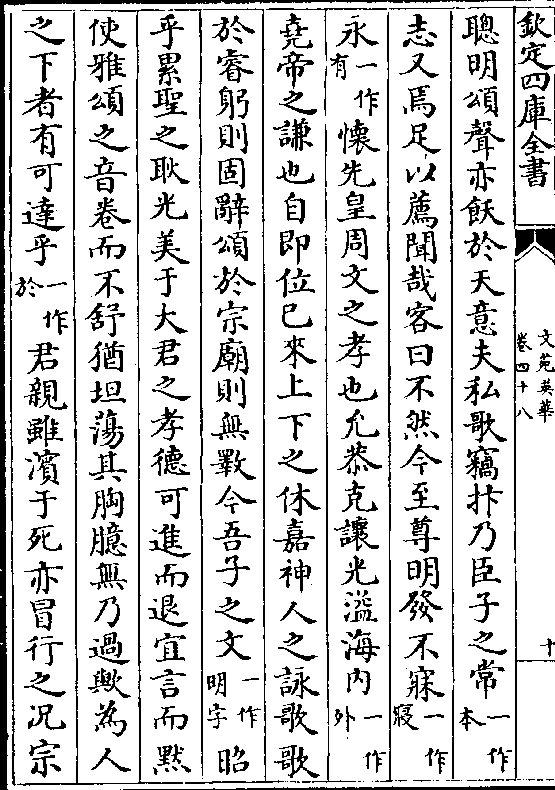 欽定四庫全書
文苑英華
卷四十八
十
聰明頌聲亦飫於天意夫私歌竊抃乃臣子之常一作本
志又焉足以薦聞哉客曰不然今至尊明發不寐一作寢
永一作有懷先皇周文之孝也允恭克讓光溢海内一作外
堯帝之謙也自即位已來上下之休嘉神人之詠歌歌
於睿躬則固辭頌於宗廟則無斁今吾子之文一作明字昭
乎累聖之耿光美于大君之孝德可進而退宜言而黙
使雅頌之音卷而不舒猶坦蕩其胸臆無乃過歟為人
之下者有可達乎一作於君親雖濱于死亦冒行之况宗